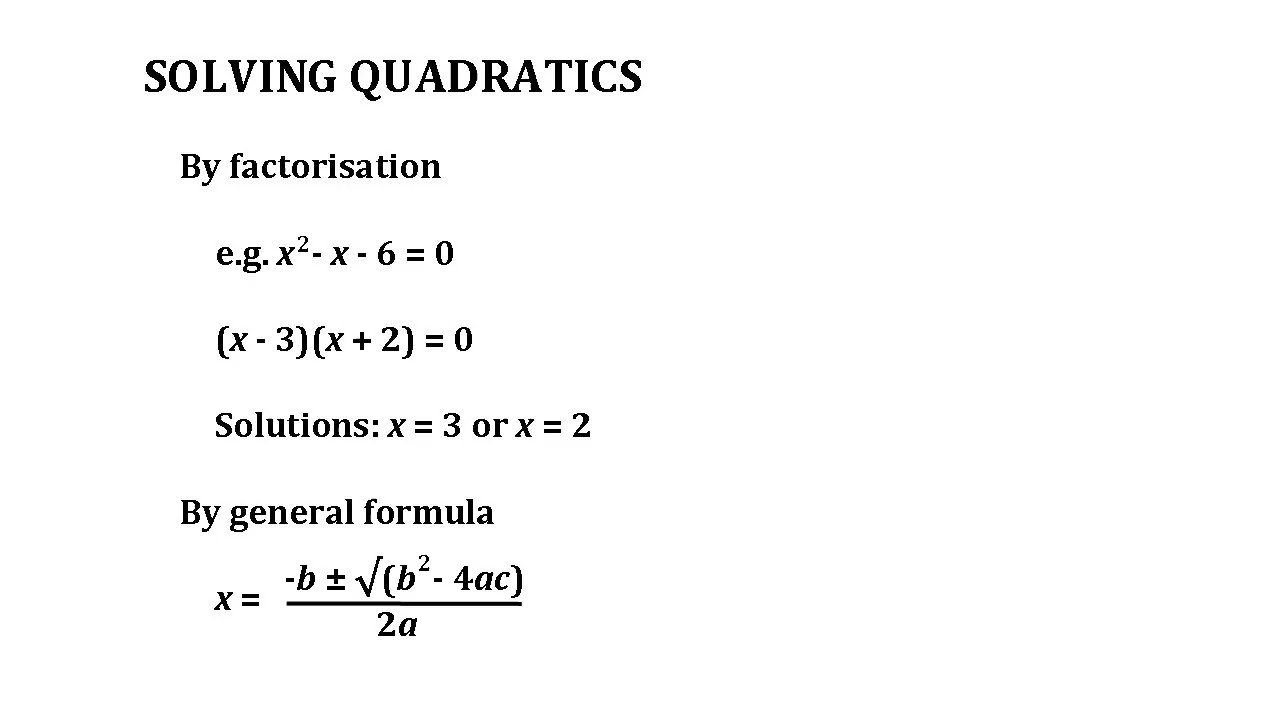 SOLVING QUADRATICS
By factorisation
e.g. x² - x - 6 = 0
(x - 3)(x + 2) = 0
Solutions: x = 3 or x = 2
By general formula
x = -b ± √(b² - 4ac)
2a